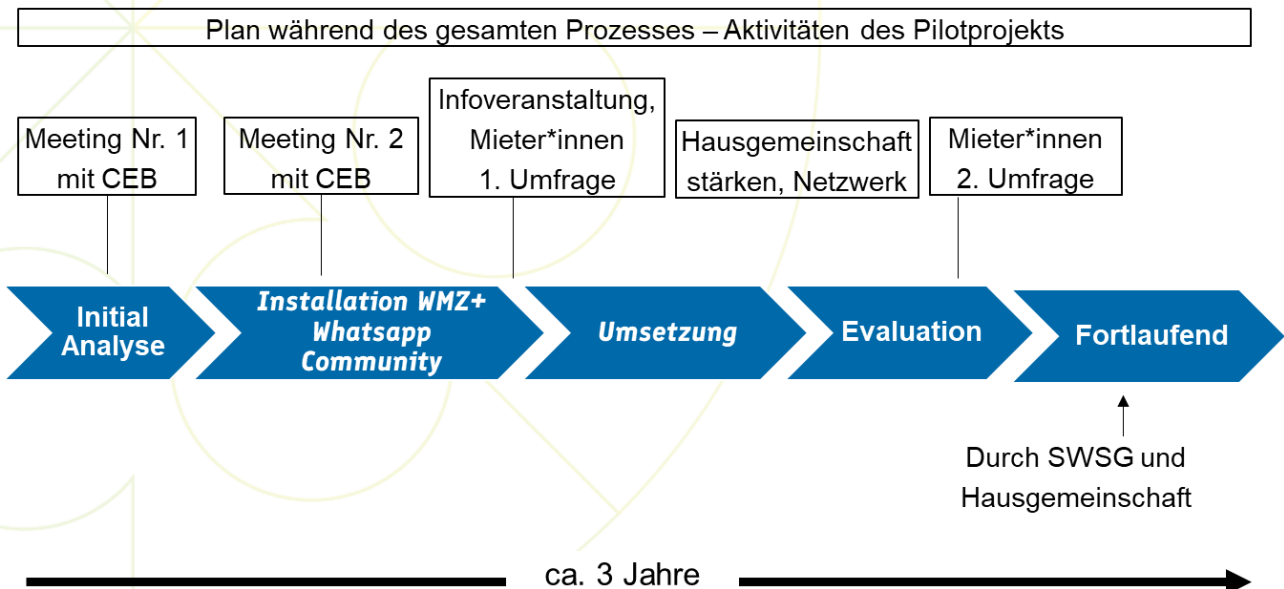 Plan während des gesamten Prozesses – Aktivitäten des Pilotprojekts
Meeting Nr. 1
mit CEB
Meeting Nr. 2
mit CEB
Infoveranstaltung,
Mieter*innen
1. Umfrage
Hausgemeinschaft
stärken, Netzwerk
Mieter*innen
2. Umfrage
Initial
Analyse
Installation WMZ+
Whatsapp
Community
Umsetzung
Evaluation
Fortlaufend
Durch SWSG und
Hausgemeinschaft
ca. 3 Jahre